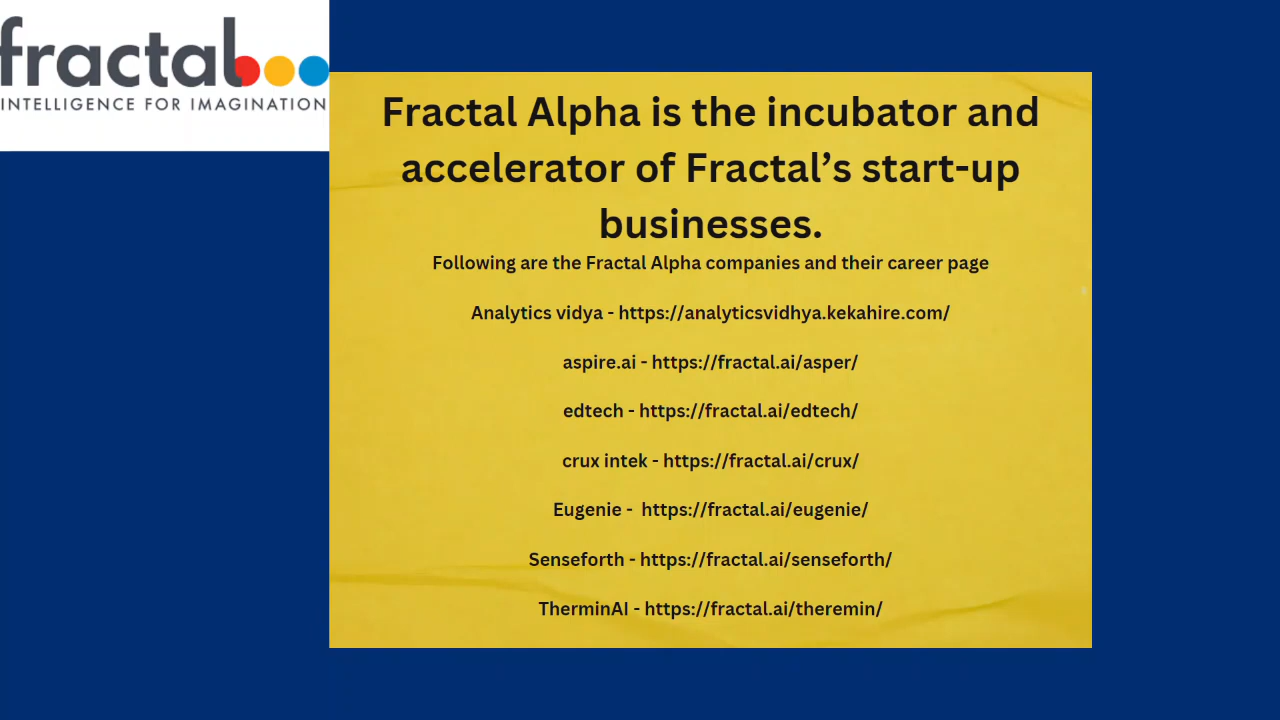 fractal
INTELLIGENCE FOR IMAGINATION
Fractal Alpha is the incubator and
accelerator of Fractal’s start-up
businesses.
Following are the Fractal Alpha companies and their career page
Analytics vidya - https://analyticsvidhya.kekahire.com/
aspire.ai - https://fractal.ai/asper/
edtech - https://fractal.ai/edtech/
crux intek - https://fractal.ai/crux/
Eugenie -  https://fractal.ai/eugenie/
Senseforth - https://fractal.ai/senseforth/
TherminAI - https://fractal.ai/theremin/